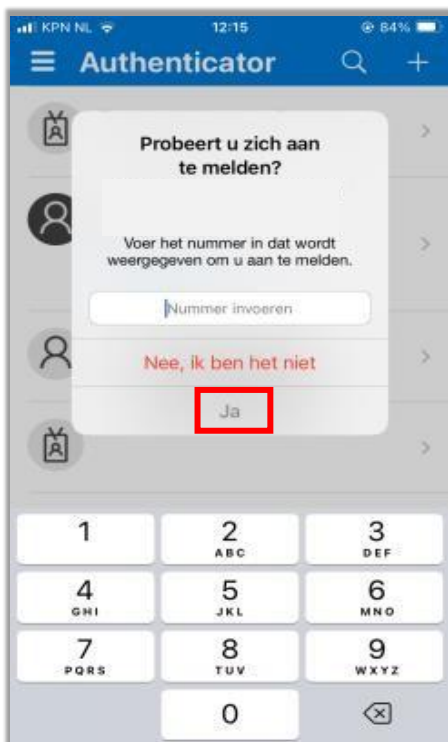 KPN NL 12:15 84%
Authenticator
Probeert u zich aan
te melden?
Voer het nummer in dat wordt
weergegeven om u aan te melden.
Nummer invoeren
Nee, ik ben het niet
Ja
1 2 3
ABC DEF
4 5 6
GHI JKL MNO
7 8 9
PQRS TUV WXYZ
0